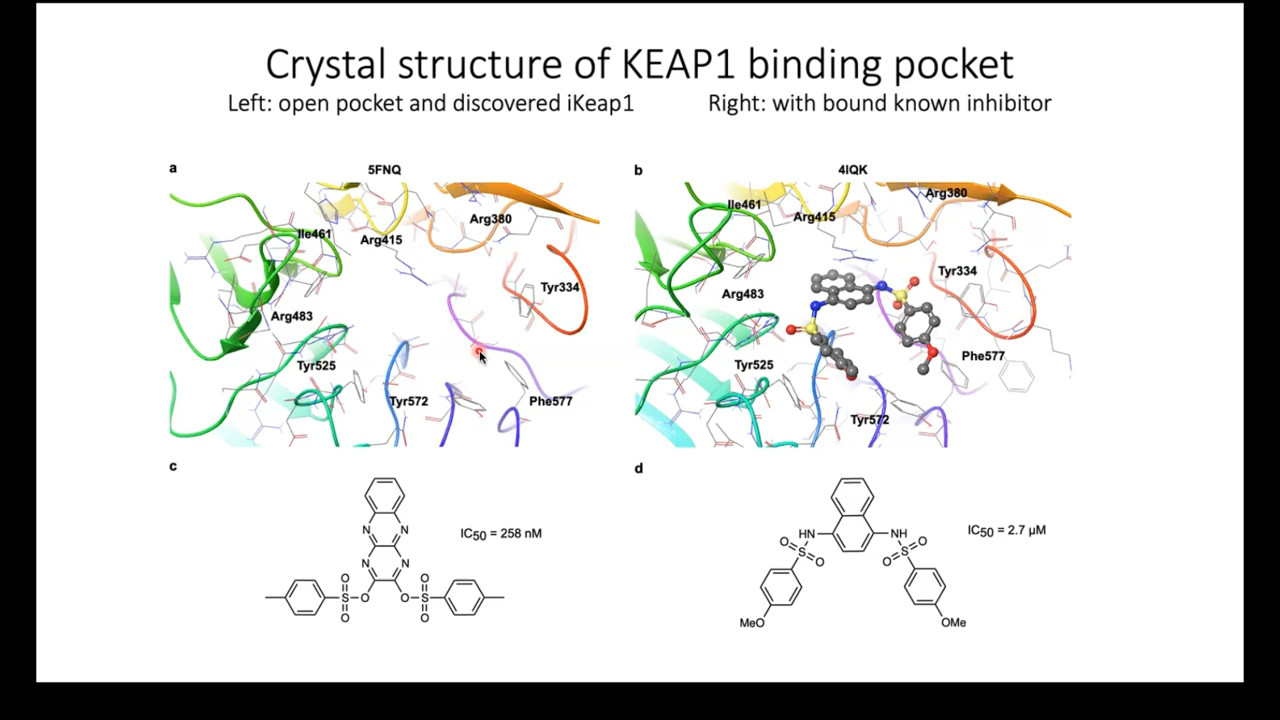 Crystal structure of KEAP1 binding pocket
Left: open pocket and discovered iKeap1
Right: with bound known inhibitor
a
5FNQ
Ile461
Arg415
Arg380
Tyr334
Arg483
Tyr525
Tyr572
Phe577
b
4IQK
Ile461
Arg415
Arg380
Tyr334
Arg483
Tyr525
Phe577
Tyr572
c
N
N
N
N
O
O
O
S
O
O
S
O
O
IC50 = 258 nM
d
HN
NH
O
S
O
O
S
O
MeO
OMe
IC50 = 2.7 µM